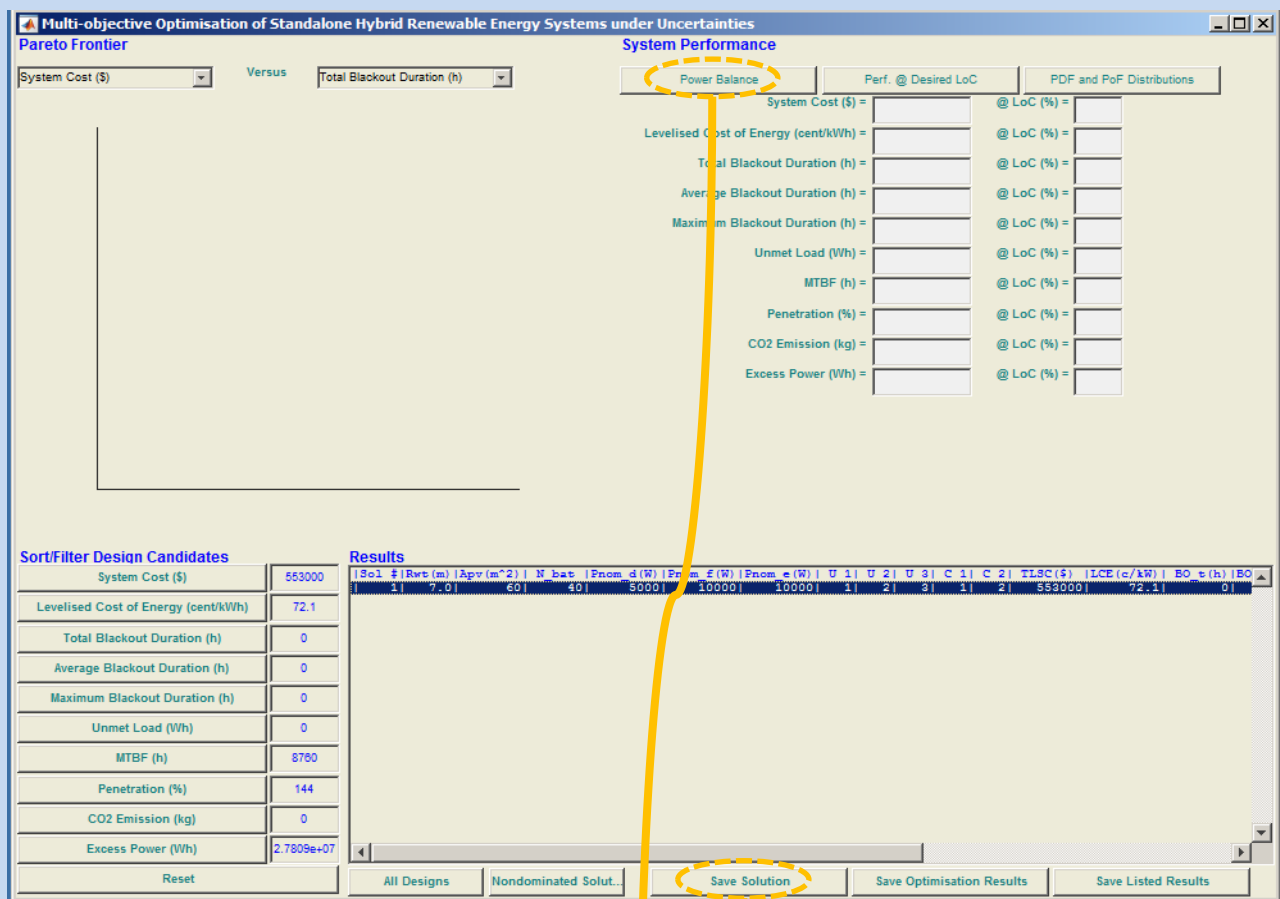 Multi-objective Optimisation of Standalone Hybrid Renewable Energy Systems under Uncertainties
Pareto Frontier
System Cost ($)
Versus
Total Blackout Duration (h)
System Performance
Power Balance
Perf. @ Desired LoC
PDF and PoF Distributions
System Cost ($) = @ LoC (%) =
Levelised Cost of Energy (cent/kWh) = @ LoC (%) =
Total Blackout Duration (h) = @ LoC (%) =
Average Blackout Duration (h) = @ LoC (%) =
Maximum Blackout Duration (h) = @ LoC (%) =
Unmet Load (Wh) = @ LoC (%) =
MTBF (h) = @ LoC (%) =
Penetration (%) = @ LoC (%) =
CO2 Emission (kg) = @ LoC (%) =
Excess Power (Wh) = @ LoC (%) =
Sort/Filter Design Candidates
System Cost ($) 553000
Levelised Cost of Energy (cent/kWh) 72.1
Total Blackout Duration (h) 0
Average Blackout Duration (h) 0
Maximum Blackout Duration (h) 0
Unmet Load (Wh) 0
MTBF (h) 8760
Penetration (%) 144
CO2 Emission (kg) 0
Excess Power (Wh) 2.7809e+07
Reset
Results
|Sol #|Rwt(m)|Apv(m^2)| N_bat |Pnom_d(W)|Pnom_f(W)|Pnom_e(W)| U 1| U 2| U 3| C 1| C 2| TLSC($) |LCE(c/kW)| BO_t(h)|BO
| 1| 7.0| 60| 40| 5000| 10000| 10000| 1| 2| 3| 1| 2| 553000| 72.1| 0|
All Designs
Nondominated Solut...
Save Solution
Save Optimisation Results
Save Listed Results